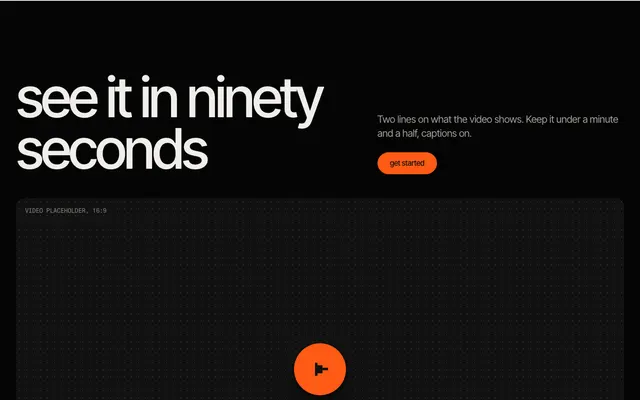 see it in ninety
seconds
Two lines on what the video shows. Keep it under a minute
and a half, captions on.
get started
VIDEO PLACEHOLDER, 16:9